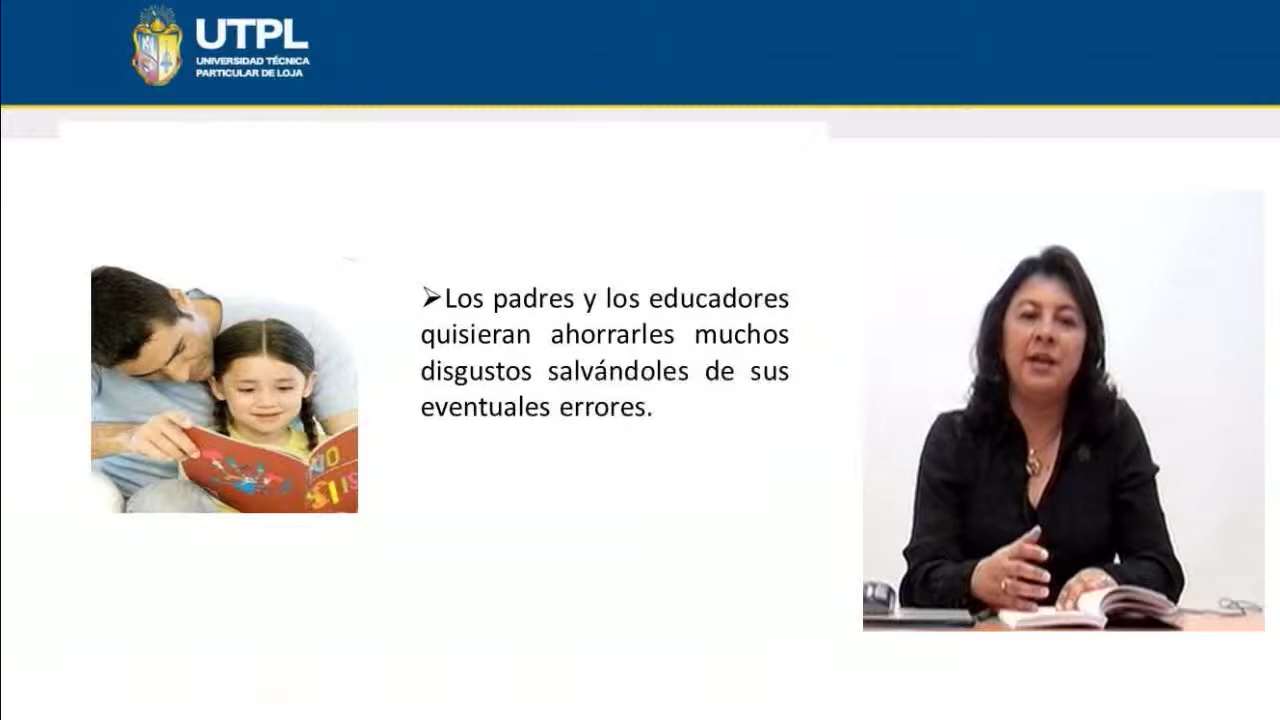 UTPL
UNIVERSIDAD TÉCNICA
PARTICULAR DE LOJA
➢Los padres y los educadores
quisieran ahorrarles muchos
disgustos salvándoles de sus
eventuales errores.